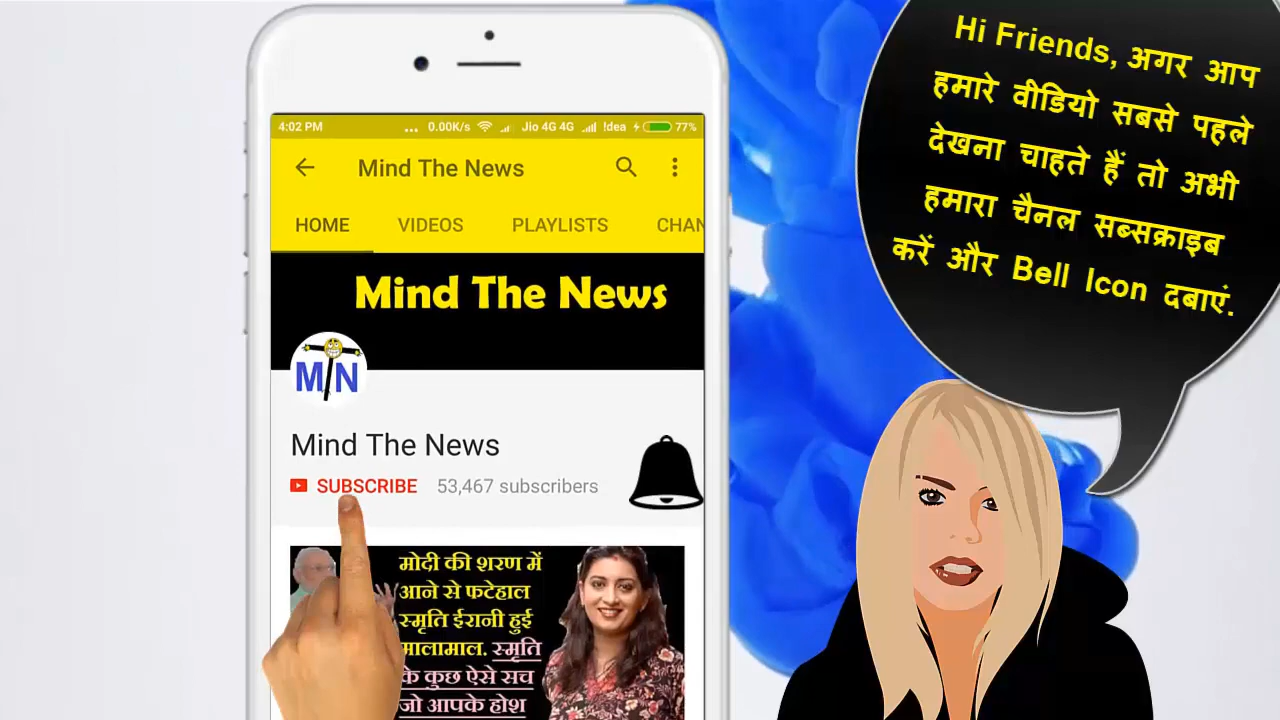 Hi Friends, अगर आप
हमारे वीडियो सबसे पहले
देखना चाहते हैं तो अभी
हमारा चैनल सब्सक्राइब
करें और Bell Icon दबाएं.
4:02 PM ... 0.00K/s Jio 4G 4G !dea 77%
Mind The News
HOME VIDEOS PLAYLISTS CHAN
Mind The News
MN
Mind The News
SUBSCRIBE 53,467 subscribers
मोदी की शरण में
आने से फटेहाल
स्मृति ईरानी हुई
मालामाल. स्मृति
के कुछ ऐसे सच
जो आपके होश